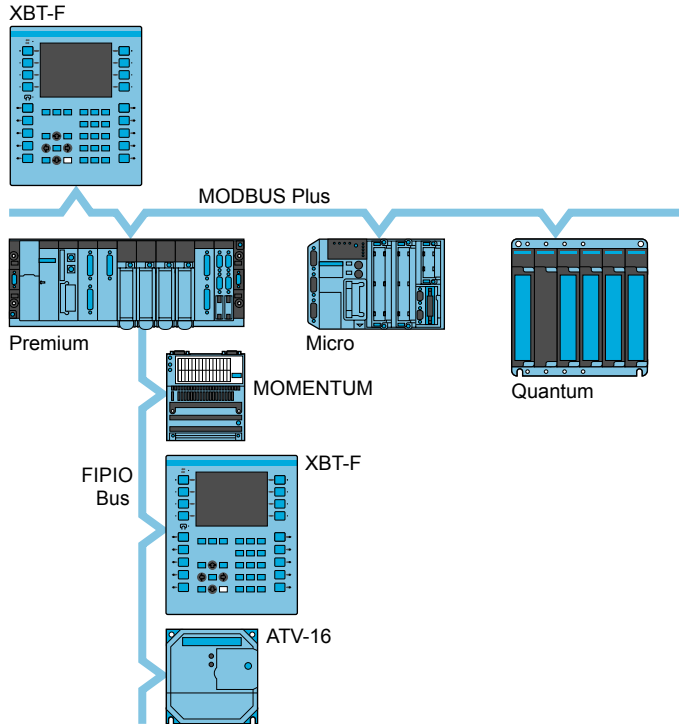 XBT-F
MODBUS Plus
Premium
Micro
Quantum
MOMENTUM
XBT-F
FIPIO
Bus
ATV-16